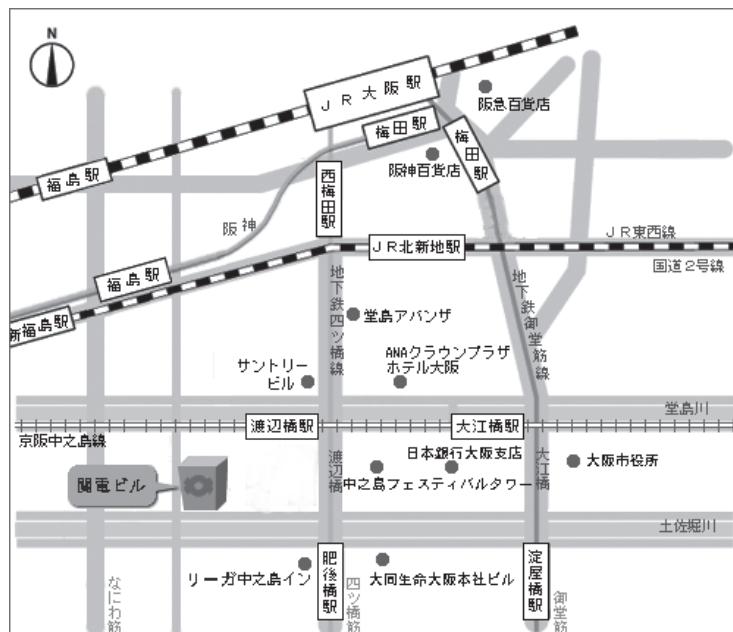 N
JR大阪駅
阪急百貨店
梅田駅
梅田駅
阪神百貨店
福島駅
西梅田駅
阪神
JR東西線
JR北新地駅
国道2号線
福島駅
新福島駅
地下鉄四ツ橋線
地下鉄御堂筋線
堂島アバンザ
サントリー
ビル
ANAクラウンプラザ
ホテル大阪
堂島川
渡辺橋駅
大江橋駅
京阪中之島線
渡辺橋
日本銀行大阪支店
大江橋
大阪市役所
関電ビル
中之島フェスティバルタワー
土佐堀川
リーガ中之島イン
肥後橋駅
大同生命大阪本社ビル
淀屋橋駅
なにわ筋
四ツ橋筋
御堂筋